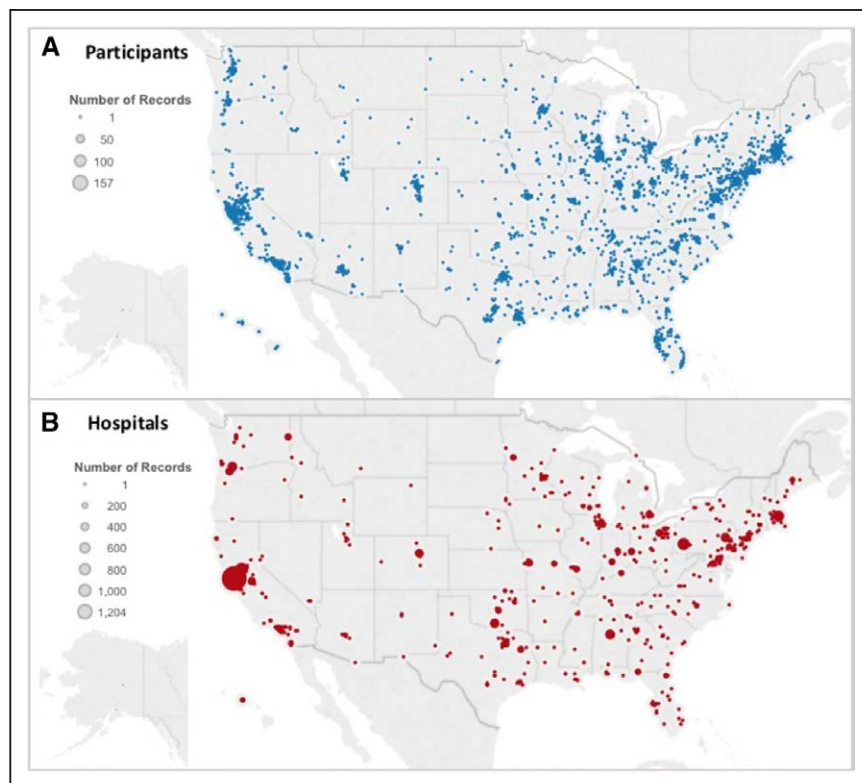 A Participants
Number of Records
1
50
100
157
B Hospitals
Number of Records
1
200
400
600
800
1,000
1,204